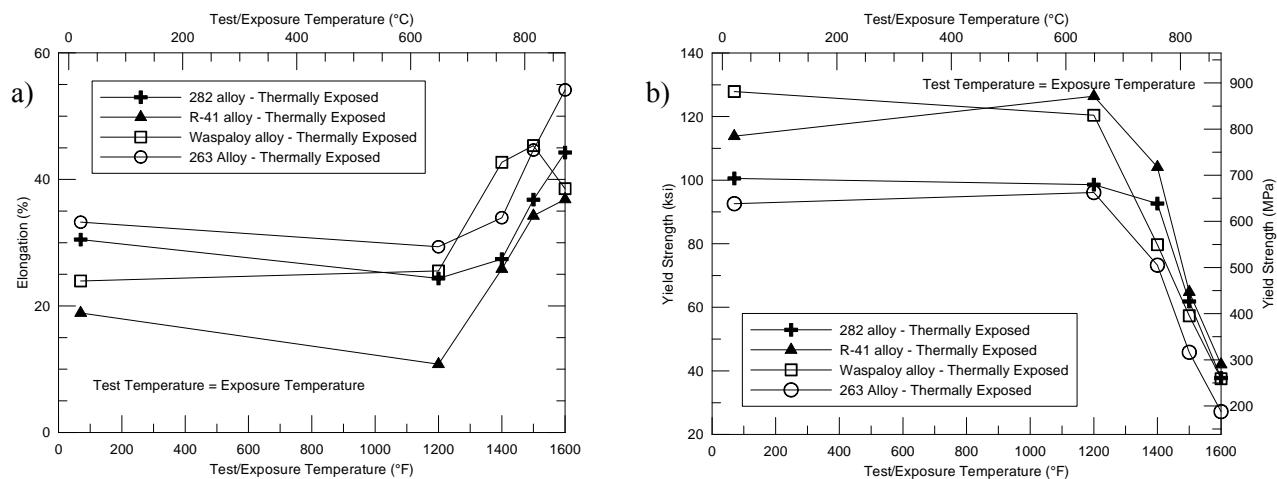 Test/Exposure Temperature (°C)
0 200 400 600 800
a)
60
40
20
0
Elongation (%)
282 alloy - Thermally Exposed
R-41 alloy - Thermally Exposed
Waspaloy alloy - Thermally Exposed
263 Alloy - Thermally Exposed
Test Temperature = Exposure Temperature
0 200 400 600 800 1000 1200 1400 1600
Test/Exposure Temperature (°F)
Test/Exposure Temperature (°C)
0 200 400 600 800
b)
140
120
100
80
60
40
20
Yield Strength (ksi)
Test Temperature = Exposure Temperature
282 alloy - Thermally Exposed
R-41 alloy - Thermally Exposed
Waspaloy alloy - Thermally Exposed
263 Alloy - Thermally Exposed
900
800
700
600
500
400
300
200
Yield Strength (MPa)
0 200 400 600 800 1000 1200 1400 1600
Test/Exposure Temperature (°F)